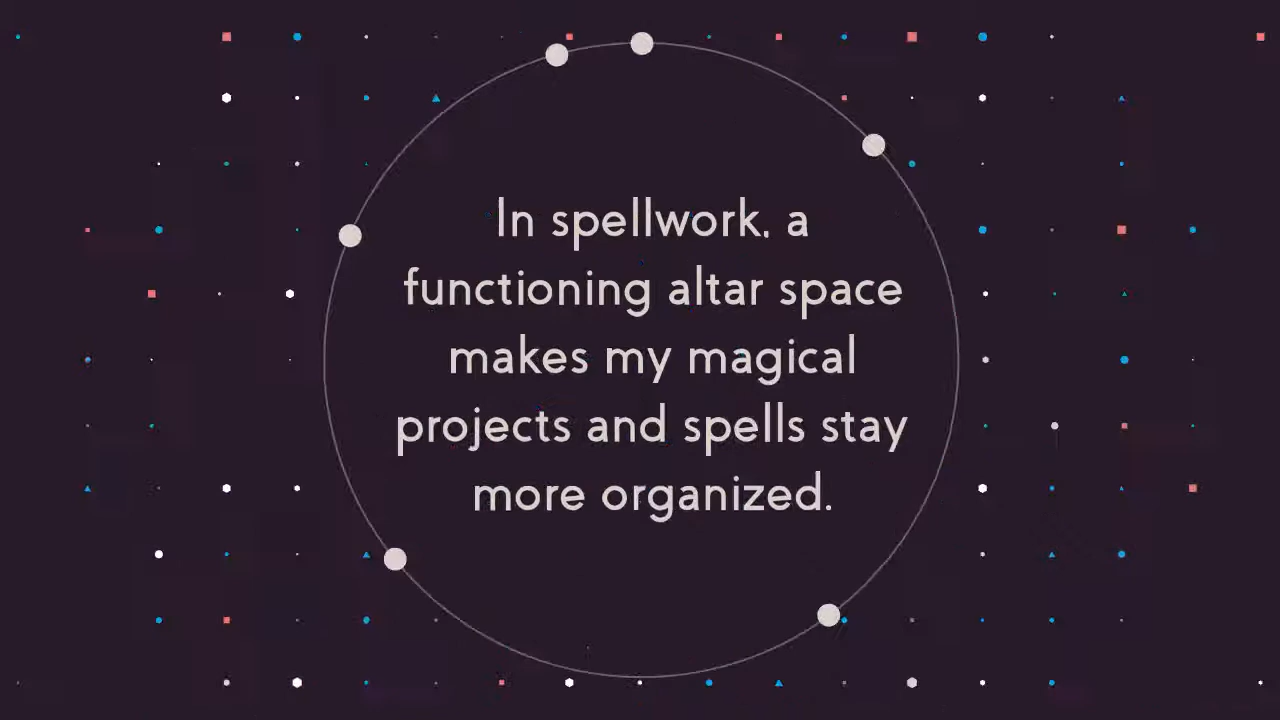 In spellwork, a
functioning altar space
makes my magical
projects and spells stay
more organized.